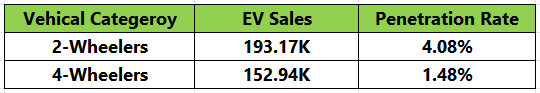 Vehical Categeroy EV Sales Penetration Rate
2-Wheelers 193.17K 4.08%
4-Wheelers 152.94K 1.48%